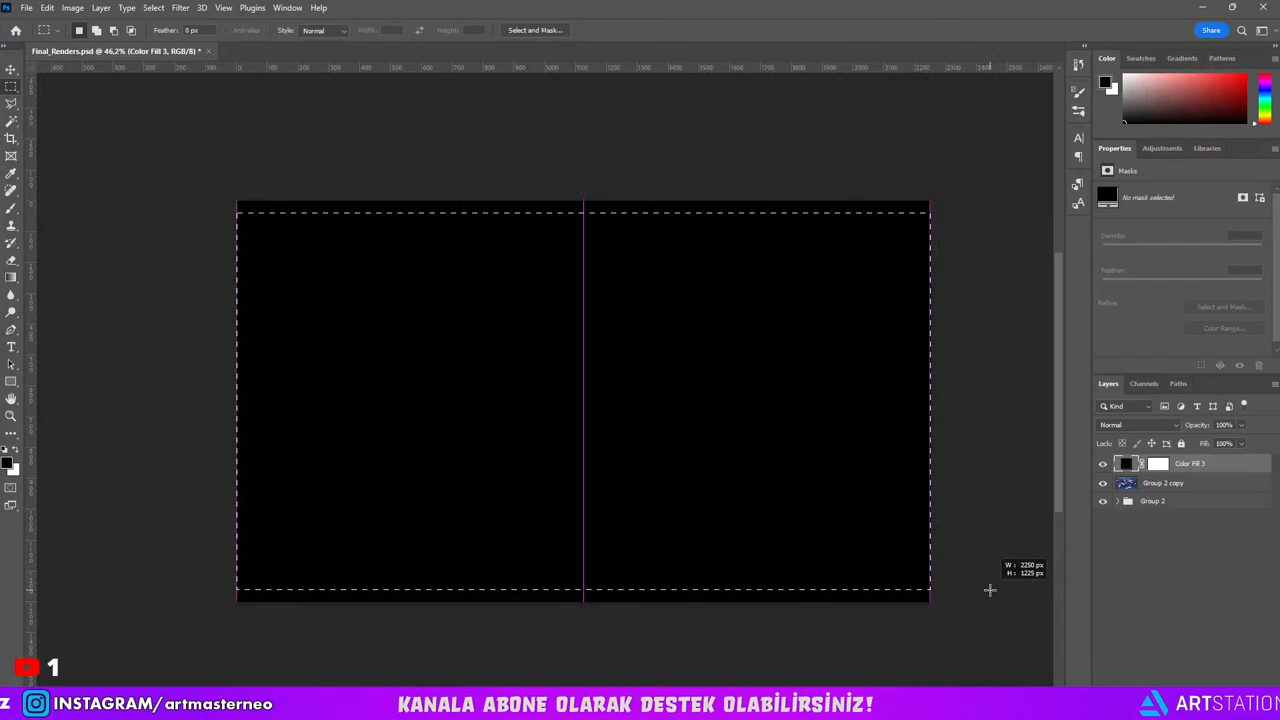 File Edit Image Layer Type Select Filter 3D View Plugins Window Help
Feather: 0 px Anti-alias Style: Normal Width: Height: Select and Mask... Share
Final_Renders.psd @ 46,2% (Color Fill 3, RGB/8) *
Color Swatches Gradients Patterns
Properties Adjustments Libraries
Masks
No mask selected
Density:
Feather:
Refine:
Select and Mask...
Color Range...
Layers Channels Paths
Kind
Normal Opacity: 100%
Lock: Fill: 100%
Color Fill 3
Group 2 copy
Group 2
W: 2250 px
H: 1225 px
1
Z INSTAGRAM/artmasterneo KANALA ABONE OLARAK DESTEK OLABİLİRSİNİZ! ARTSTATION